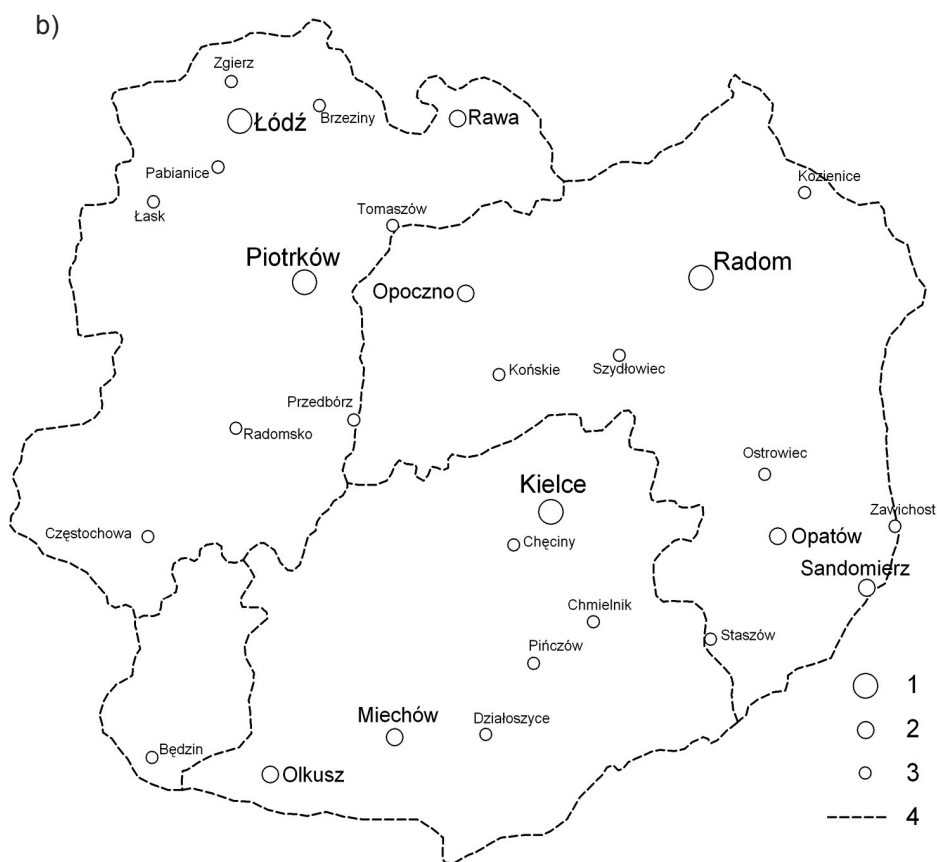 b)
Zgierz
Łódź
Brzeziny
Rawa
Pabianice
Łask
Kozienice
Tomaszów
Piotrków
Radom
Opoczno
Końskie
Szydłowiec
Przedbórz
Radomsko
Ostrowiec
Kielce
Zawichost
Częstochowa
Chęciny
Opatów
Sandomierz
Chmielnik
Staszów
Pińczów
1
Miechów
Działoszyce
2
Będzin
Olkusz
3
4